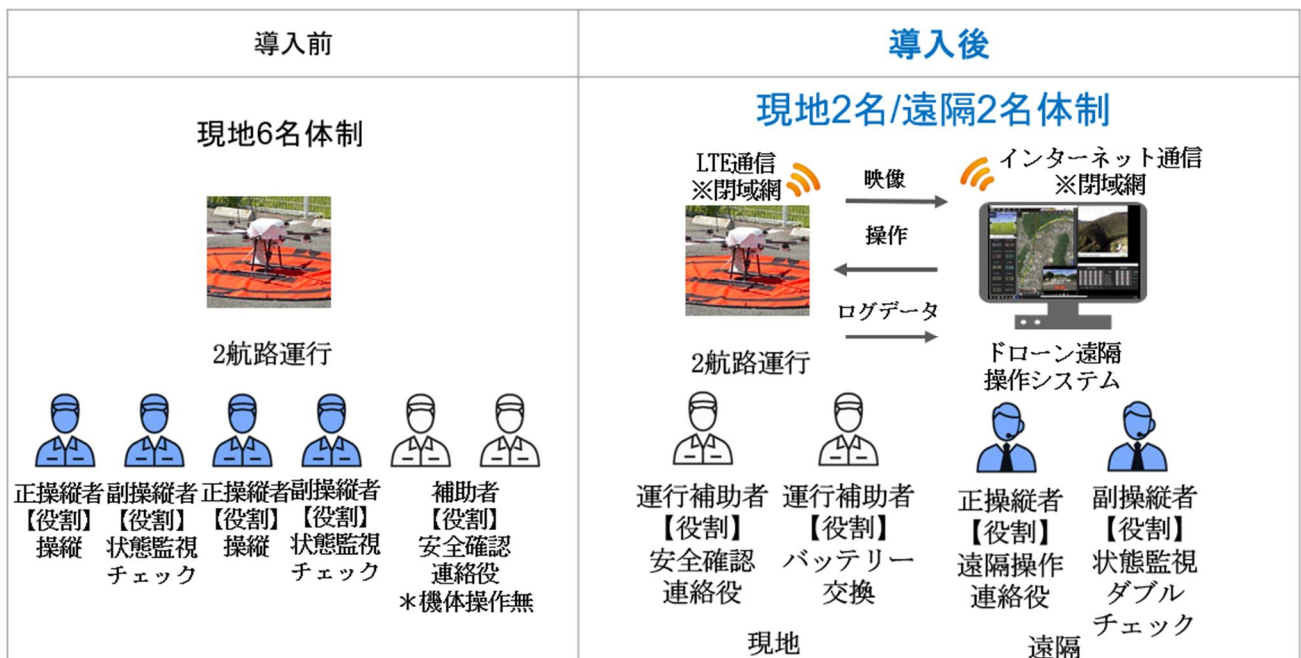 導入前
現地6名体制
2航路運行
正操縦者
【役割】
操縦
副操縦者
【役割】
状態監視
チェック
正操縦者
【役割】
操縦
副操縦者
【役割】
状態監視
チェック
補助者
【役割】
安全確認
連絡役
*機体操作無
導入後
現地2名/遠隔2名体制
LTE通信
※閉域網
映像
操作
ログデータ
インターネット通信
※閉域網
2航路運行
ドローン遠隔
操作システム
運行補助者
【役割】
安全確認
連絡役
運行補助者
【役割】
バッテリー
交換
現地
正操縦者
【役割】
遠隔操作
連絡役
副操縦者
【役割】
状態監視
ダブル
チェック
遠隔